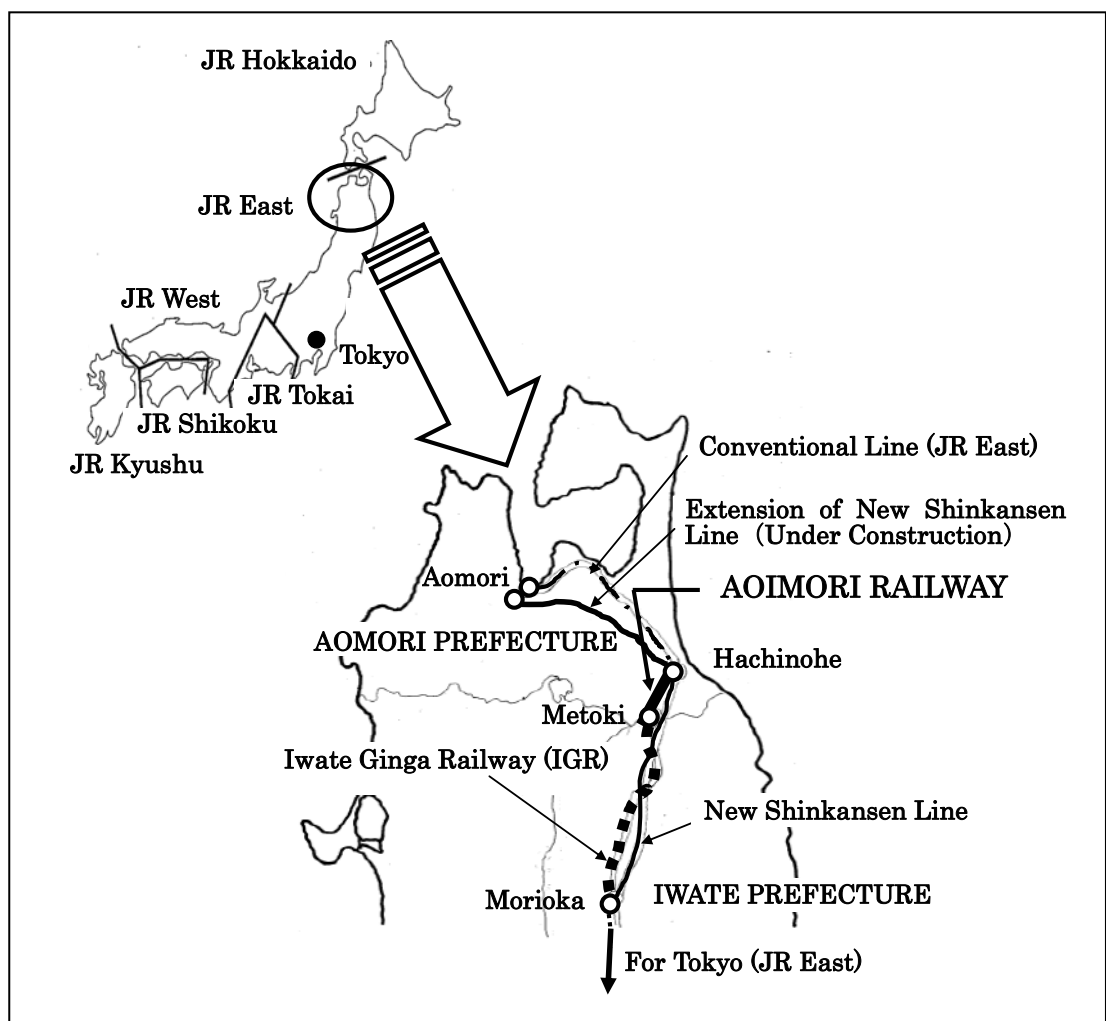 JR Hokkaido
JR East
JR West
Tokyo
JR Tokai
JR Shikoku
JR Kyushu
Conventional Line (JR East)
Extension of New Shinkansen
Line (Under Construction)
Aomori
AOIMORI RAILWAY
AOMORI PREFECTURE
Hachinohe
Metoki
Iwate Ginga Railway (IGR)
New Shinkansen Line
Morioka
IWATE PREFECTURE
For Tokyo (JR East)